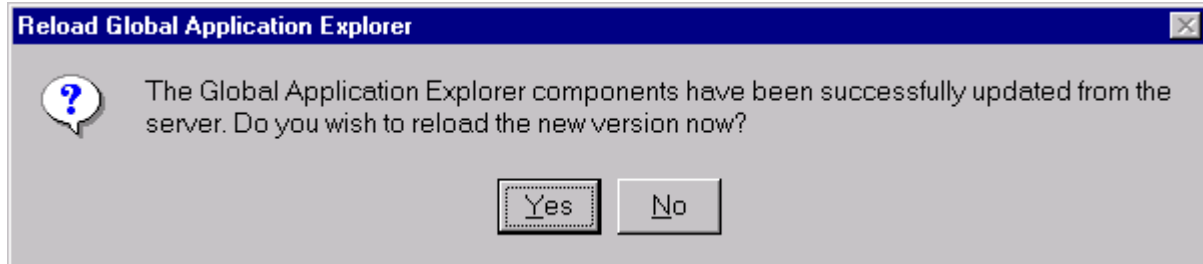 Reload Global Application Explorer
?
The Global Application Explorer components have been successfully updated from the
server. Do you wish to reload the new version now?
Yes No